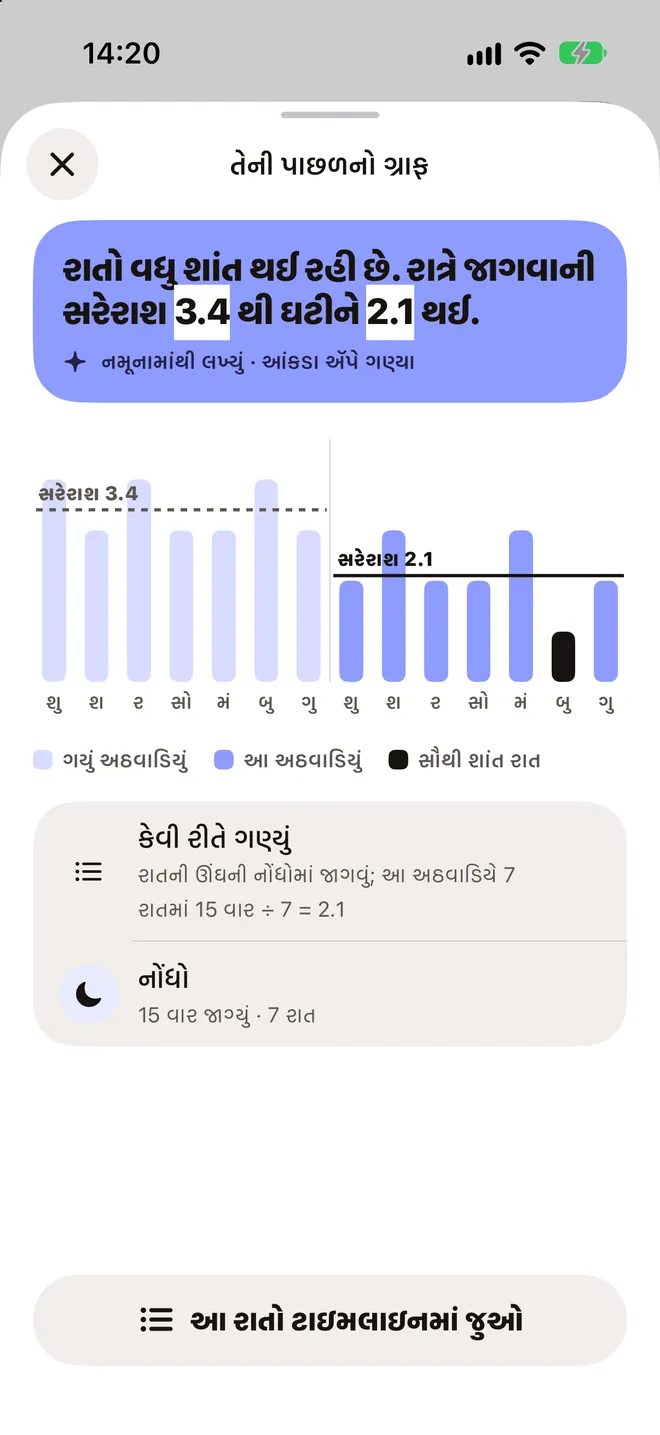 14:20
તેની પાછળનો ગ્રાફ
રાતો વધુ શાંત થઈ રહી છે. રાત્રે જાગવાની
સરેરાશ 3.4 થી ઘટીને 2.1 થઈ.
નમૂનામાંથી લખ્યું · આંકડા ઍપે ગણ્યા
સરેરાશ 3.4
સરેરાશ 2.1
શુ શ ર સો મં બુ ગુ શુ શ ર સો મં બુ ગુ
ગયું અઠવાડિયું આ અઠવાડિયું સૌથી શાંત રાત
કેવી રીતે ગણ્યું
રાતની ઊંઘની નોંધોમાં જાગવું; આ અઠવાડિયે 7
રાતમાં 15 વાર ÷ 7 = 2.1
નોંધો
15 વાર જાગ્યું · 7 રાત
આ રાતો ટાઇમલાઇનમાં જુઓ